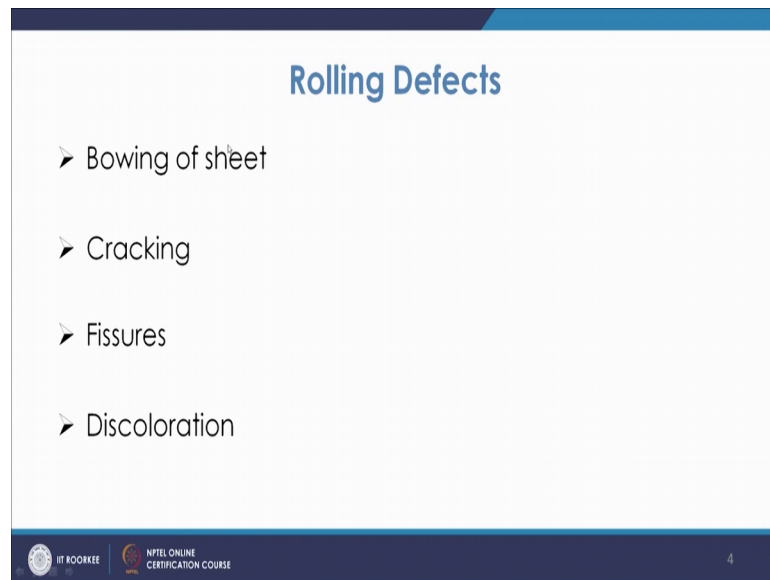 Rolling Defects
Bowing of sheet
Cracking
Fissures
Discoloration
IIT ROORKEE
NPTEL ONLINE
CERTIFICATION COURSE
4